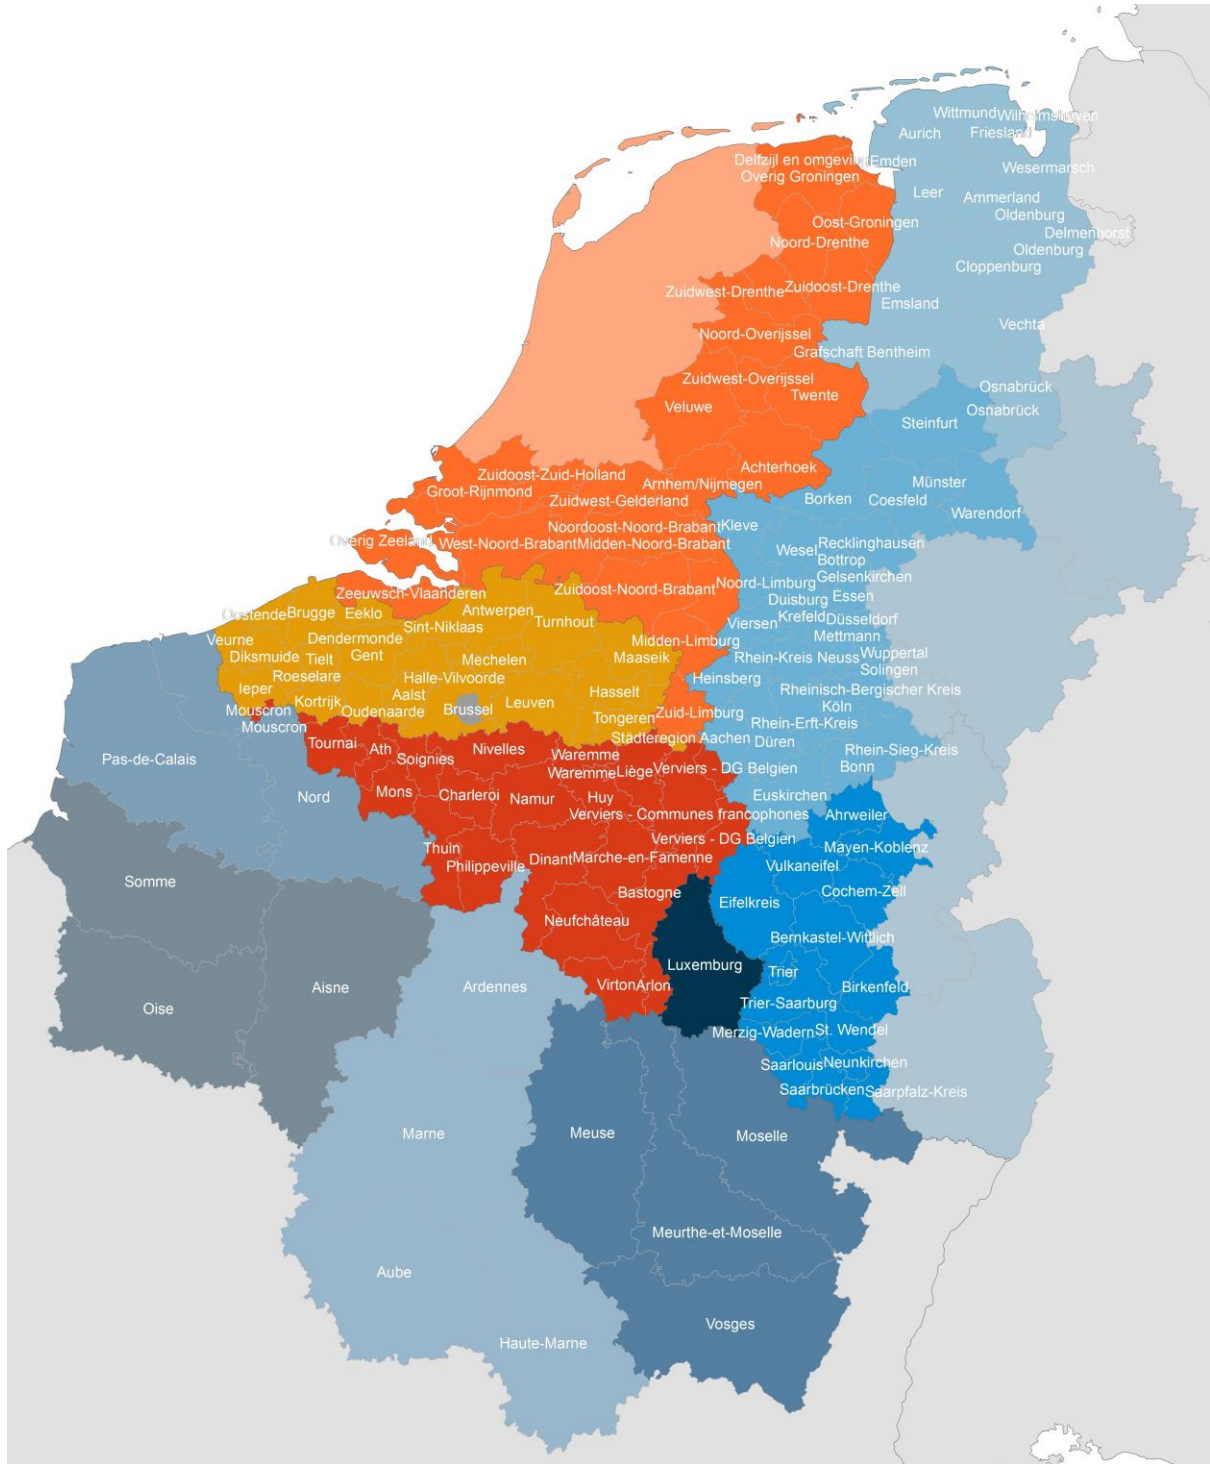 Wittmund
Wilhelmshaven
Aurich
Friesland
Delfzijl en omgeving
Emden
Wesermarsch
Overig Groningen
Leer
Ammerland
Oldenburg
Oost-Groningen
Delmenhorst
Noord-Drenthe
Oldenburg
Cloppenburg
Zuidwest-Drenthe
Zuidoost-Drenthe
Emsland
Vechta
Noord-Overijssel
Grafschaft Bentheim
Zuidwest-Overijssel
Osnabrück
Twente
Veluwe
Osnabrück
Steinfurt
Achterhoek
Zuidoost-Zuid-Holland
Arnhem/Nijmegen
Münster
Groot-Rijnmond
Zuidwest-Gelderland
Borken
Coesfeld
Warendorf
Noordoost-Noord-Brabant
Kleve
Overig Zeeland
West-Noord-Brabant
Midden-Noord-Brabant
Wesel
Recklinghausen
Bottrop
Gelsenkirchen
Zeeuwsch-Vlaanderen
Zuidoost-Noord-Brabant
Noord-Limburg
Duisburg
Essen
Oostende
Brugge
Eeklo
Antwerpen
Turnhout
Krefeld
Düsseldorf
Viersen
Sint-Niklaas
Mettmann
Veurne
Dendermonde
Midden-Limburg
Diksmuide
Tielt
Gent
Mechelen
Maaseik
Rhein-Kreis Neuss
Wuppertal
Solingen
Roeselare
Halle-Vilvoorde
Heinsberg
Ieper
Aalst
Hasselt
Rheinisch-Bergischer Kreis
Kortrijk
Oudenaarde
Brussel
Leuven
Köln
Mouscron
Zuid-Limburg
Tongeren
Rhein-Erft-Kreis
Mouscron
Städteregion Aachen
Düren
Tournai
Ath
Nivelles
Rhein-Sieg-Kreis
Pas-de-Calais
Soignies
Waremme
Waremme
Liège
Verviers - DG Belgien
Bonn
Nord
Mons
Charleroi
Namur
Huy
Euskirchen
Verviers - Communes francophones
Ahrweiler
Thuin
Verviers - DG Belgien
Mayen-Koblenz
Philippeville
Dinant
Marche-en-Famenne
Vulkaneifel
Somme
Bastogne
Cochem-Zell
Eifelkreis
Neufchâteau
Bernkastel-Wittlich
Luxemburg
Trier
Aisne
Ardennes
Virton
Arlon
Birkenfeld
Oise
Trier-Saarburg
Merzig-Wadern
St. Wendel
Saarlouis
Neunkirchen
Saarbrücken
Saarpfalz-Kreis
Marne
Meuse
Moselle
Meurthe-et-Moselle
Aube
Vosges
Haute-Marne